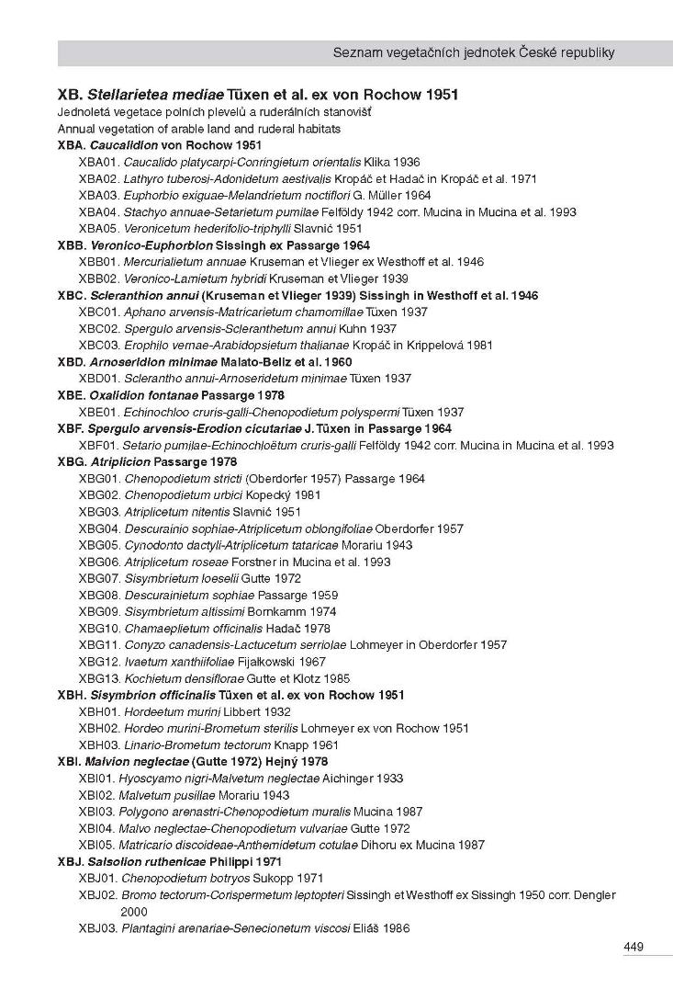 Seznam vegetačních jednotek České republiky
XB. Stellarietea mediae Tüxen et al. ex von Rochow 1951
Jednoletá vegetace polních plevelů a ruderálních stanovišť
Annual vegetation of arable land and ruderal habitats
XBA. Caucalidion von Rochow 1951
XBA01. Caucalido platycarpi-Conringietum orientalis Klika 1936
XBA02. Lathyro tuberosi-Adonidetum aestivalis Kropáč et Hadač in Kropáč et al. 1971
XBA03. Euphorbio exiguae-Melandrietum noctiflori G. Müller 1964
XBA04. Stachyo annuae-Setarietum pumilae Felföldy 1942 corr. Mucina in Mucina et al. 1993
XBA05. Veronicetum hederifolio-triphylli Slavnić 1951
XBB. Veronico-Euphorbion Sissingh ex Passarge 1964
XBB01. Mercurialietum annuae Kruseman et Vlieger ex Westhoff et al. 1946
XBB02. Veronico-Lamietum hybridi Kruseman et Vlieger 1939
XBC. Scleranthion annui (Kruseman et Vlieger 1939) Sissingh in Westhoff et al. 1946
XBC01. Aphano arvensis-Matricarietum chamomillae Tüxen 1937
XBC02. Spergulo arvensis-Scleranthetum annui Kuhn 1937
XBC03. Erophilo vernae-Arabidopsietum thalianae Kropáč in Krippelová 1981
XBD. Arnoseridion minimae Malato-Beliz et al. 1960
XBD01. Sclerantho annui-Arnoseridetum minimae Tüxen 1937
XBE. Oxalidion fontanae Passarge 1978
XBE01. Echinochloo cruris-galli-Chenopodietum polyspermi Tüxen 1937
XBF. Spergulo arvensis-Erodion cicutariae J. Tüxen in Passarge 1964
XBF01. Setario pumilae-Echinochloëtum cruris-galli Felföldy 1942 corr. Mucina in Mucina et al. 1993
XBG. Atriplicion Passarge 1978
XBG01. Chenopodietum stricti (Oberdorfer 1957) Passarge 1964
XBG02. Chenopodietum urbici Kopecký 1981
XBG03. Atriplicetum nitentis Slavnić 1951
XBG04. Descurainio sophiae-Atriplicetum oblongifoliae Oberdorfer 1957
XBG05. Cynodonto dactyli-Atriplicetum tataricae Morariu 1943
XBG06. Atriplicetum roseae Forstner in Mucina et al. 1993
XBG07. Sisymbrietum loeselii Gutte 1972
XBG08. Descurainietum sophiae Passarge 1959
XBG09. Sisymbrietum altissimi Bornkamm 1974
XBG10. Chamaeplietum officinalis Hadač 1978
XBG11. Conyzo canadensis-Lactucetum serriolae Lohmeyer in Oberdorfer 1957
XBG12. Ivaetum xanthiifoliae Fijałkowski 1967
XBG13. Kochietum densiflorae Gutte et Klotz 1985
XBH. Sisymbrion officinalis Tüxen et al. ex von Rochow 1951
XBH01. Hordeetum murini Libbert 1932
XBH02. Hordeo murini-Brometum sterilis Lohmeyer ex von Rochow 1951
XBH03. Linario-Brometum tectorum Knapp 1961
XBI. Malvion neglectae (Gutte 1972) Hejný 1978
XBI01. Hyoscyamo nigri-Malvetum neglectae Aichinger 1933
XBI02. Malvetum pusillae Morariu 1943
XBI03. Polygono arenastri-Chenopodietum muralis Mucina 1987
XBI04. Malvo neglectae-Chenopodietum vulvariae Gutte 1972
XBI05. Matricario discoideae-Anthemidetum cotulae Dihoru ex Mucina 1987
XBJ. Salsolion ruthenicae Philippi 1971
XBJ01. Chenopodietum botryos Sukopp 1971
XBJ02. Bromo tectorum-Corispermetum leptopteri Sissingh et Westhoff ex Sissingh 1950 corr. Dengler
2000
XBJ03. Plantagini arenariae-Senecionetum viscosi Eliáš 1986
449